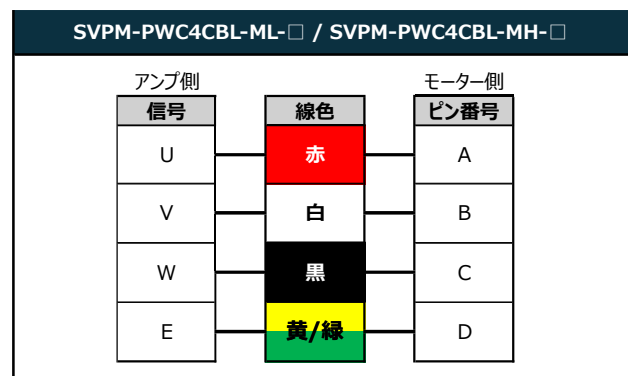 SVPM-PWC4CBL-ML-□ / SVPM-PWC4CBL-MH-□
アンプ側 モーター側
信号 線色 ピン番号
U 赤 A
V 白 B
W 黒 C
E 黄/緑 D